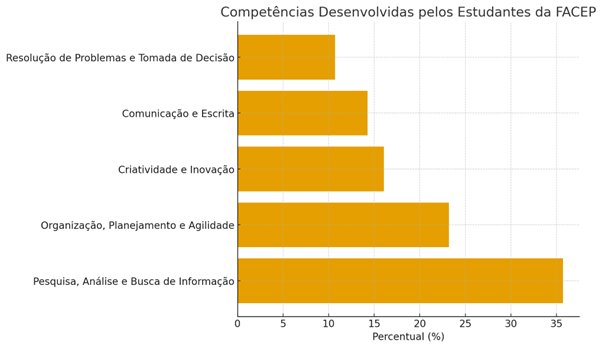 Competências Desenvolvidas pelos Estudantes da FACEP
Resolução de Problemas e Tomada de Decisão
Comunicação e Escrita
Criatividade e Inovação
Organização, Planejamento e Agilidade
Pesquisa, Análise e Busca de Informação
0 5 10 15 20 25 30 35
Percentual (%)